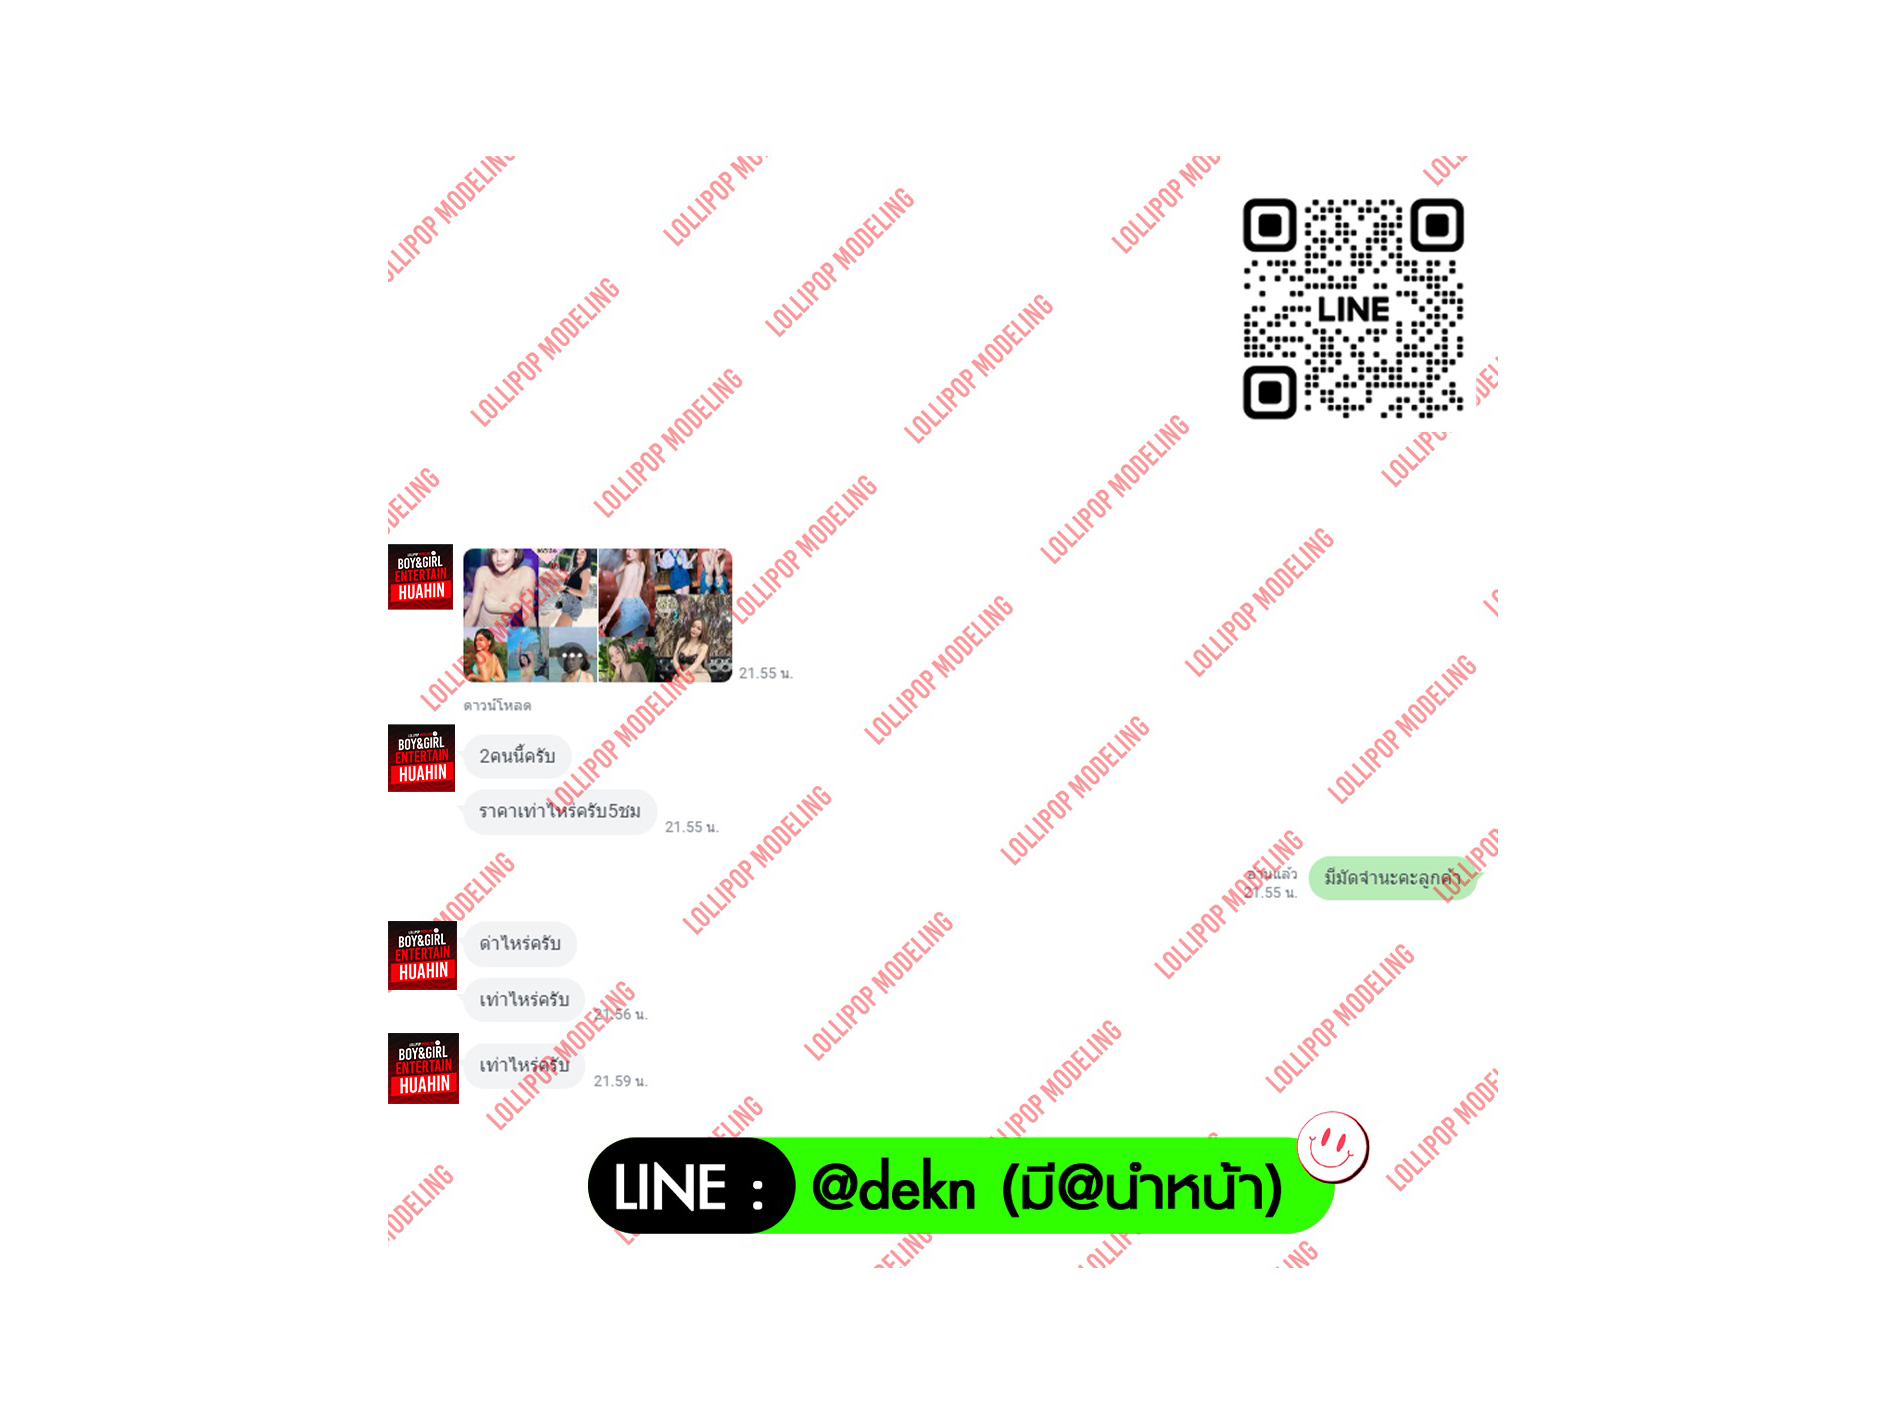 LOLLIPOP MODELING
LINE
BOY&GIRL
ENTERTAIN
HUAHIN
21.55 น.
ดาวน์โหลด
BOY&GIRL
ENTERTAIN
HUAHIN
2คนนี้ครับ
ราคาเท่าไหร่ครับ5ชม
21.55 น.
อ่านแล้ว
21.55 น.
มีมัดจำนะคะลูกค้า
BOY&GIRL
ENTERTAIN
HUAHIN
ด่าไหร่ครับ
เท่าไหร่ครับ
21.56 น.
BOY&GIRL
ENTERTAIN
HUAHIN
เท่าไหร่ครับ
21.59 น.
LINE : @dekn (มี@นำหน้า)